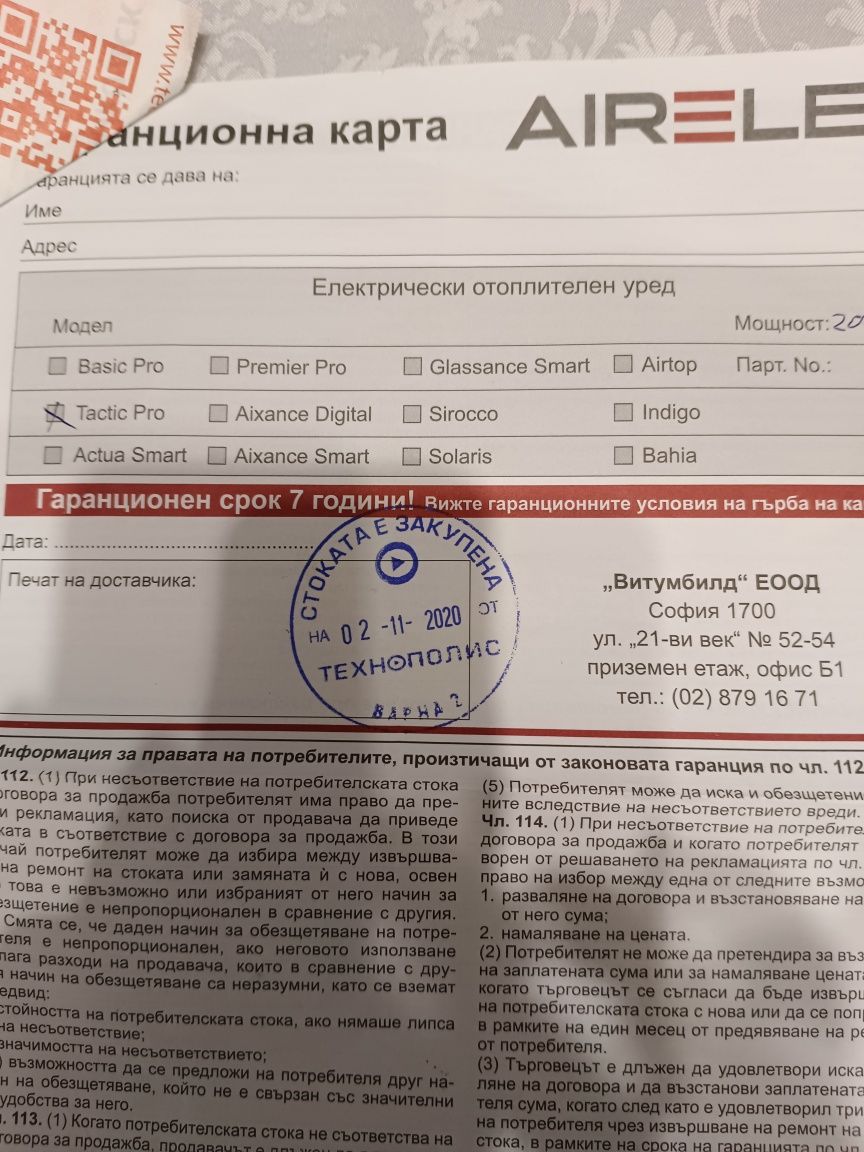 www.te
анционна карта
AIRELE
аранцията се дава на:
Име
Адрес
Електрически отоплителен уред
Модел
Мощност: 20
Basic Pro Premier Pro Glassance Smart Airtop Парт. No.:
Tactic Pro Aixance Digital Sirocco Indigo
Actua Smart Aixance Smart Solaris Bahia
Гаранционен срок 7 години! Вижте гаранционните условия на гърба на ка
Дата:
Печат на доставчика:
СТОКАТА Е ЗАКУПЕНА
НА 02 -11- 2020 ОТ
ТЕХНОПОЛИС
ВАРНА 2
„Витумбилд“ ЕООД
София 1700
ул. „21-ви век“ № 52-54
приземен етаж, офис Б1
тел.: (02) 879 16 71
Информация за правата на потребителите, произтичащи от законовата гаранция по чл. 112
112. (1) При несъответствие на потребителската стока
оговора за продажба потребителят има право да пре-
и рекламация, като поиска от продавача да приведе
ката в съответствие с договора за продажба. В този
чай потребителят може да избира между извършва-
на ремонт на стоката или замяната ѝ с нова, освен
това е невъзможно или избраният от него начин за
езщетение е непропорционален в сравнение с другия.
Смята се, че даден начин за обезщетяване на потре-
теля е непропорционален, ако неговото използване
лага разходи на продавача, които в сравнение с дру-
я начин на обезщетяване са неразумни, като се вземат
едвид:
стойността на потребителската стока, ако нямаше липса
на несъответствие;
значимостта на несъответствието;
) възможността да се предложи на потребителя друг на-
н на обезщетяване, който не е свързан със значителни
удобства за него.
л. 113. (1) Когато потребителската стока не съответства на
говора за продажба, продавачът е длъжен да
(5) Потребителят може да иска и обезщетени
ните вследствие на несъответствието вреди.
Чл. 114. (1) При несъответствие на потребите
договора за продажба и когато потребителят
ворен от решаването на рекламацията по чл.
право на избор между една от следните възмо
1. разваляне на договора и възстановяване на
от него сума;
2. намаляване на цената.
(2) Потребителят не може да претендира за въз
на заплатената сума или за намаляване ценат
когато търговецът се съгласи да бъде извър
на потребителската стока с нова или да се поп
в рамките на един месец от предявяване на ре
от потребителя.
(3) Търговецът е длъжен да удовлетвори иска
ляне на договора и да възстанови заплатената
теля сума, когато след като е удовлетворил три
на потребителя чрез извършване на ремонт на
стока, в рамките на срока на гаранцията по чл